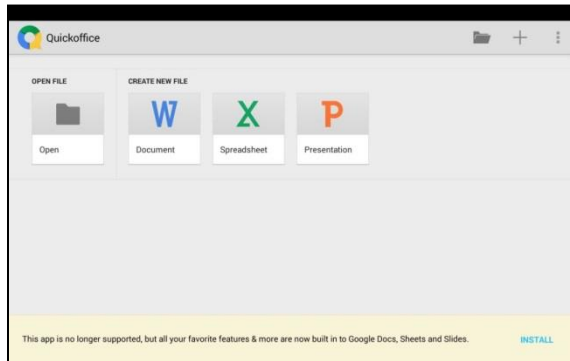 Quickoffice
OPEN FILE
CREATE NEW FILE
Open
Document
Spreadsheet
Presentation
This app is no longer supported, but all your favorite features & more are now built in to Google Docs, Sheets and Slides.
INSTALL